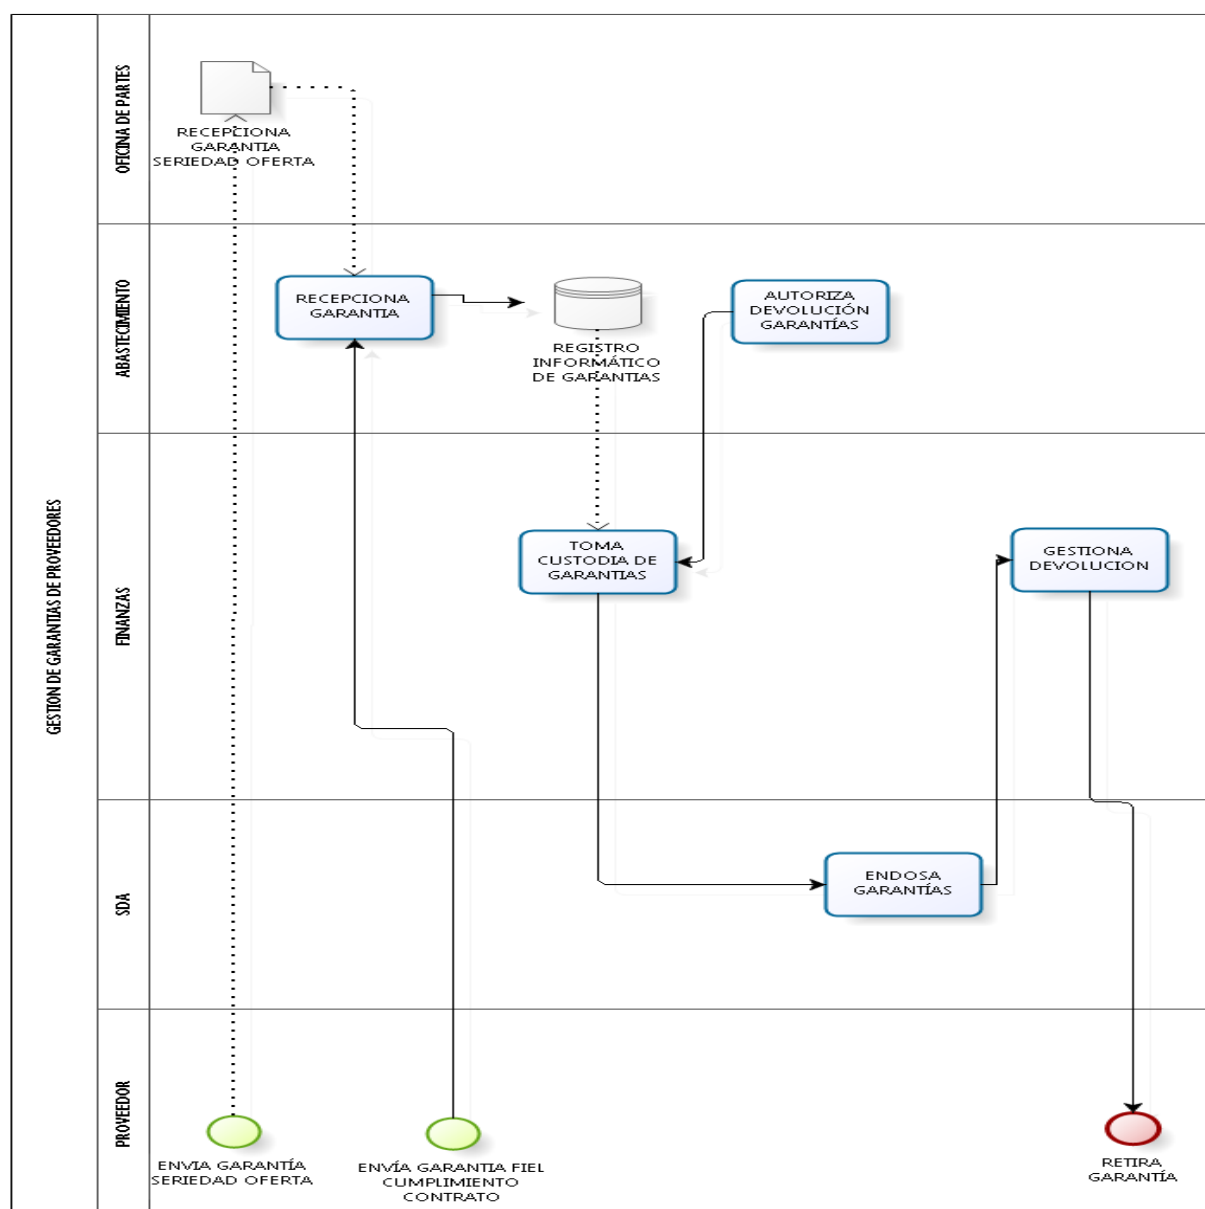 GESTION DE GARANTIAS DE PROVEEDORES
OFICINA DE PARTES
RECEPCIONA
GARANTIA
SERIEDAD OFERTA
ABASTECIMIENTO
RECEPCIONA
GARANTIA
REGISTRO
INFORMÁTICO
DE GARANTIAS
AUTORIZA
DEVOLUCIÓN
GARANTÍAS
FINANZAS
TOMA
CUSTODIA DE
GARANTIAS
GESTIONA
DEVOLUCION
SDA
ENDOSA
GARANTÍAS
PROVEEDOR
ENVIA GARANTÍA
SERIEDAD OFERTA
ENVÍA GARANTIA FIEL
CUMPLIMIENTO
CONTRATO
RETIRA
GARANTÍA